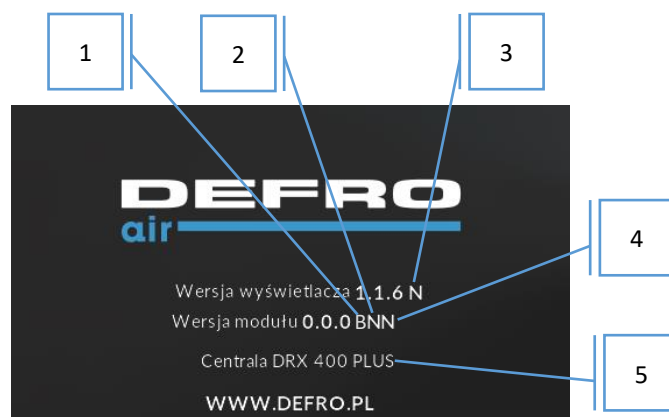 1 2 3
DEFRO
air
4
Wersja wyświetlacza 1.1.6 N
Wersja modułu 0.0.0 BNN
Centrala DRX 400 PLUS
5
WWW.DEFRO.PL